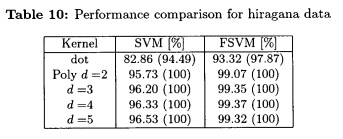 Table 10: Performance comparison for hiragana data
Kernel SVM [%] FSVM [%]
dot 82.86 (94.49) 93.32 (97.87)
Poly d =2 95.73 (100) 99.07 (100)
d =3 96.20 (100) 99.35 (100)
d =4 96.33 (100) 99.37 (100)
d =5 96.53 (100) 99.32 (100)